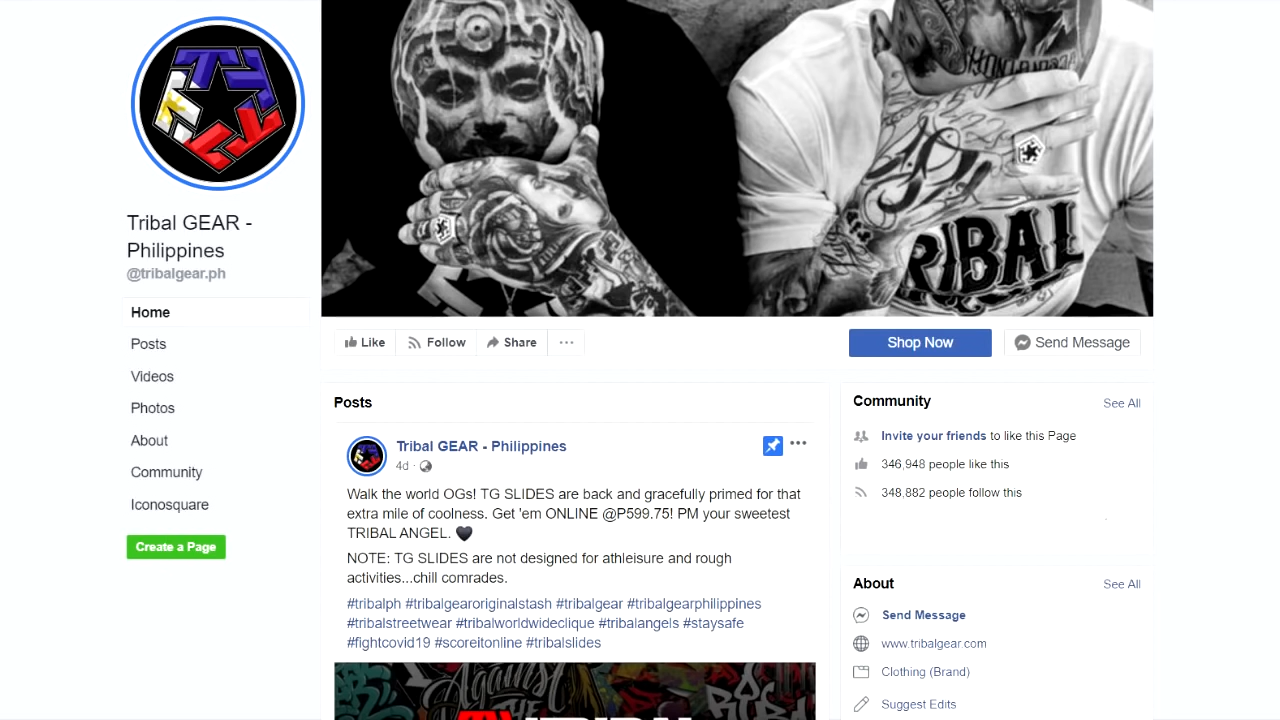 Tribal GEAR -
Philippines
@tribalgear.ph
Home
Posts
Videos
Photos
About
Community
Iconosquare
Create a Page
TRIBAL
Like
Follow
Share
Shop Now
Send Message
Posts
Tribal GEAR - Philippines
4d ·
Walk the world OGs! TG SLIDES are back and gracefully primed for that
extra mile of coolness. Get 'em ONLINE @P599.75! PM your sweetest
TRIBAL ANGEL. 🖤
NOTE: TG SLIDES are not designed for athleisure and rough
activities...chill comrades.
#tribalph #tribalgearoriginalstash #tribalgear #tribalgearphilippines
#tribalstreetwear #tribalworldwideclique #tribalangels #staysafe
#fightcovid19 #scoreitonline #tribalslides
Against
THE
TRIBAL
Community
See All
Invite your friends to like this Page
346,948 people like this
348,882 people follow this
About
See All
Send Message
www.tribalgear.com
Clothing (Brand)
Suggest Edits